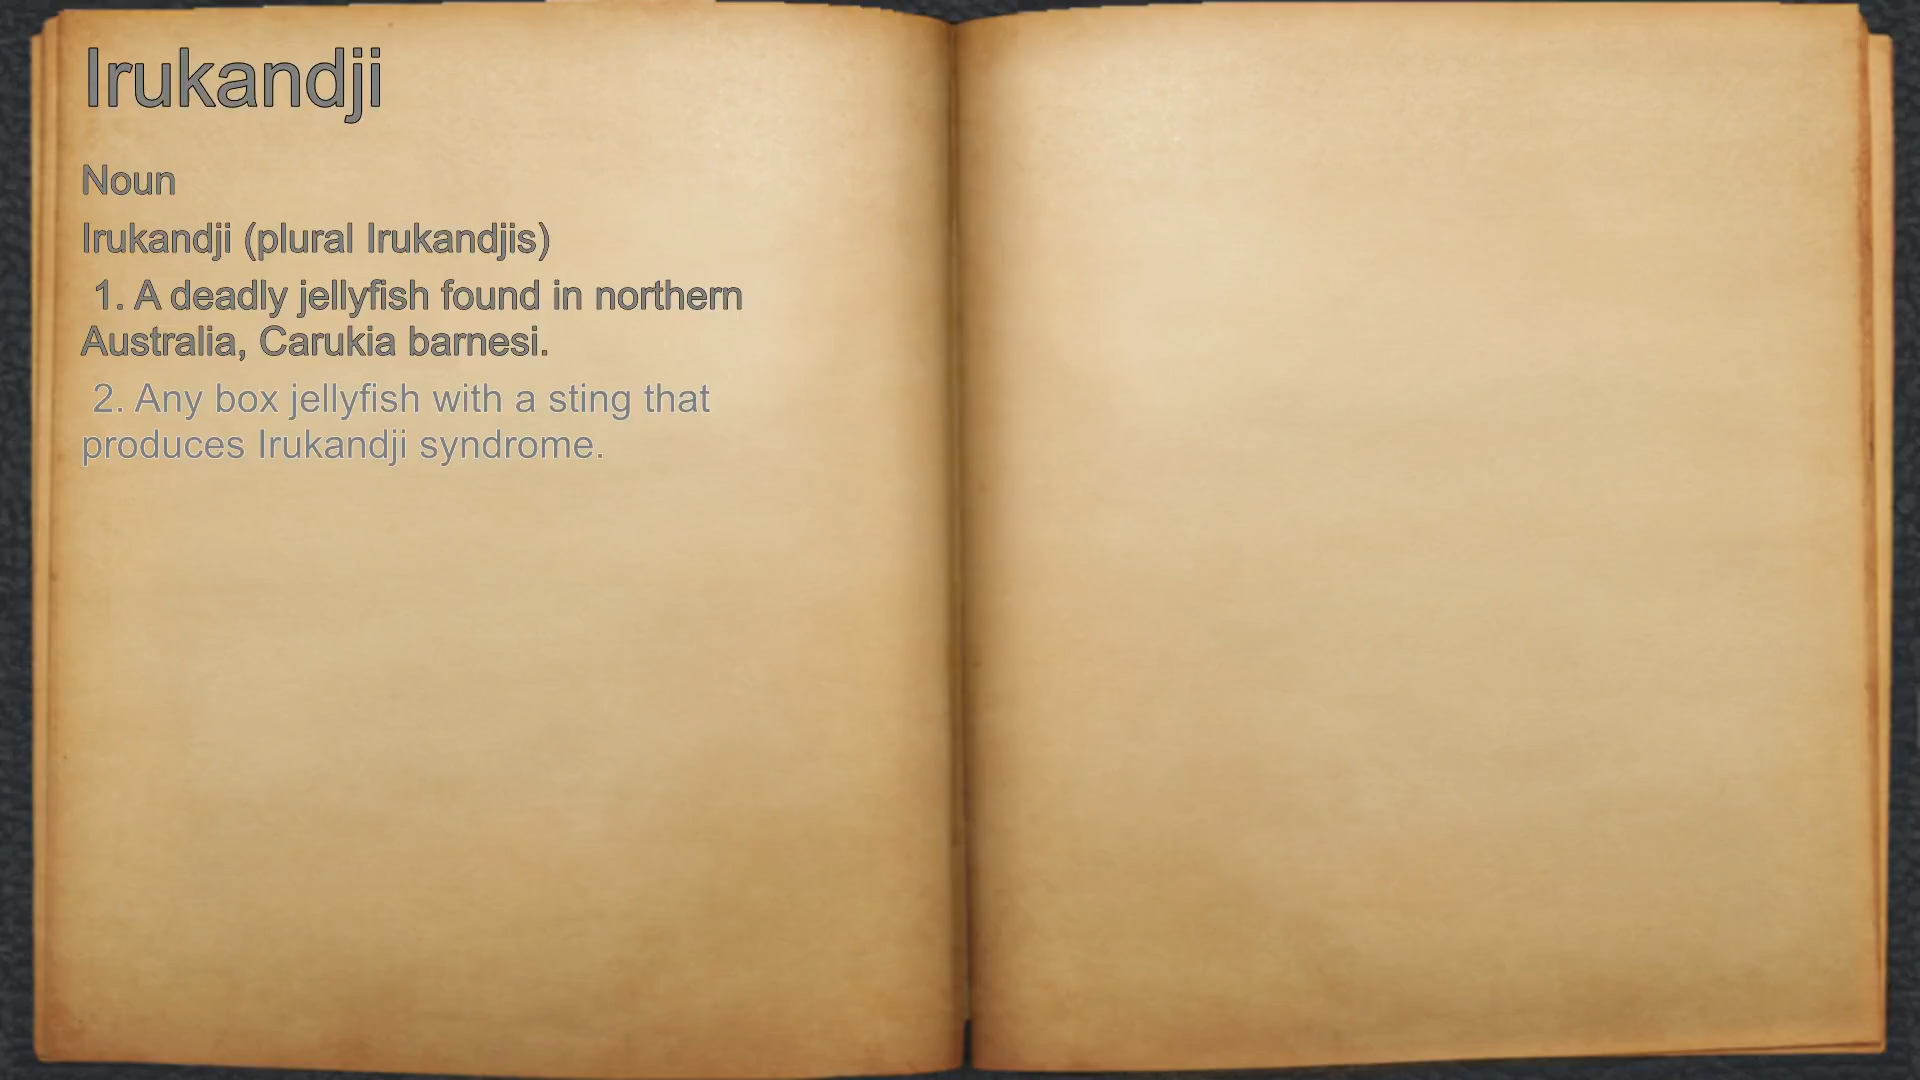 Irukandji
Noun
Irukandji (plural Irukandjis)
1. A deadly jellyfish found in northern
Australia, Carukia barnesi.
2. Any box jellyfish with a sting that
produces Irukandji syndrome.